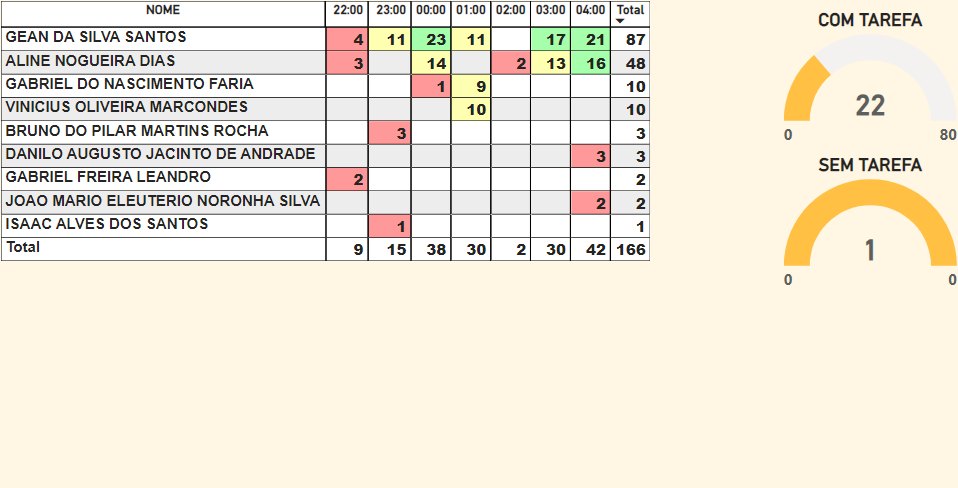 NOME 22:00 23:00 00:00 01:00 02:00 03:00 04:00 Total
GEAN DA SILVA SANTOS 4 11 23 11 17 21 87
ALINE NOGUEIRA DIAS 3 14 2 13 16 48
GABRIEL DO NASCIMENTO FARIA 1 9 10
VINICIUS OLIVEIRA MARCONDES 10 10
BRUNO DO PILAR MARTINS ROCHA 3 3
DANILO AUGUSTO JACINTO DE ANDRADE 3 3
GABRIEL FREIRA LEANDRO 2 2
JOAO MARIO ELEUTERIO NORONHA SILVA 2 2
ISAAC ALVES DOS SANTOS 1 1
Total 9 15 38 30 2 30 42 166
COM TAREFA
22
0 80
SEM TAREFA
1
0 0